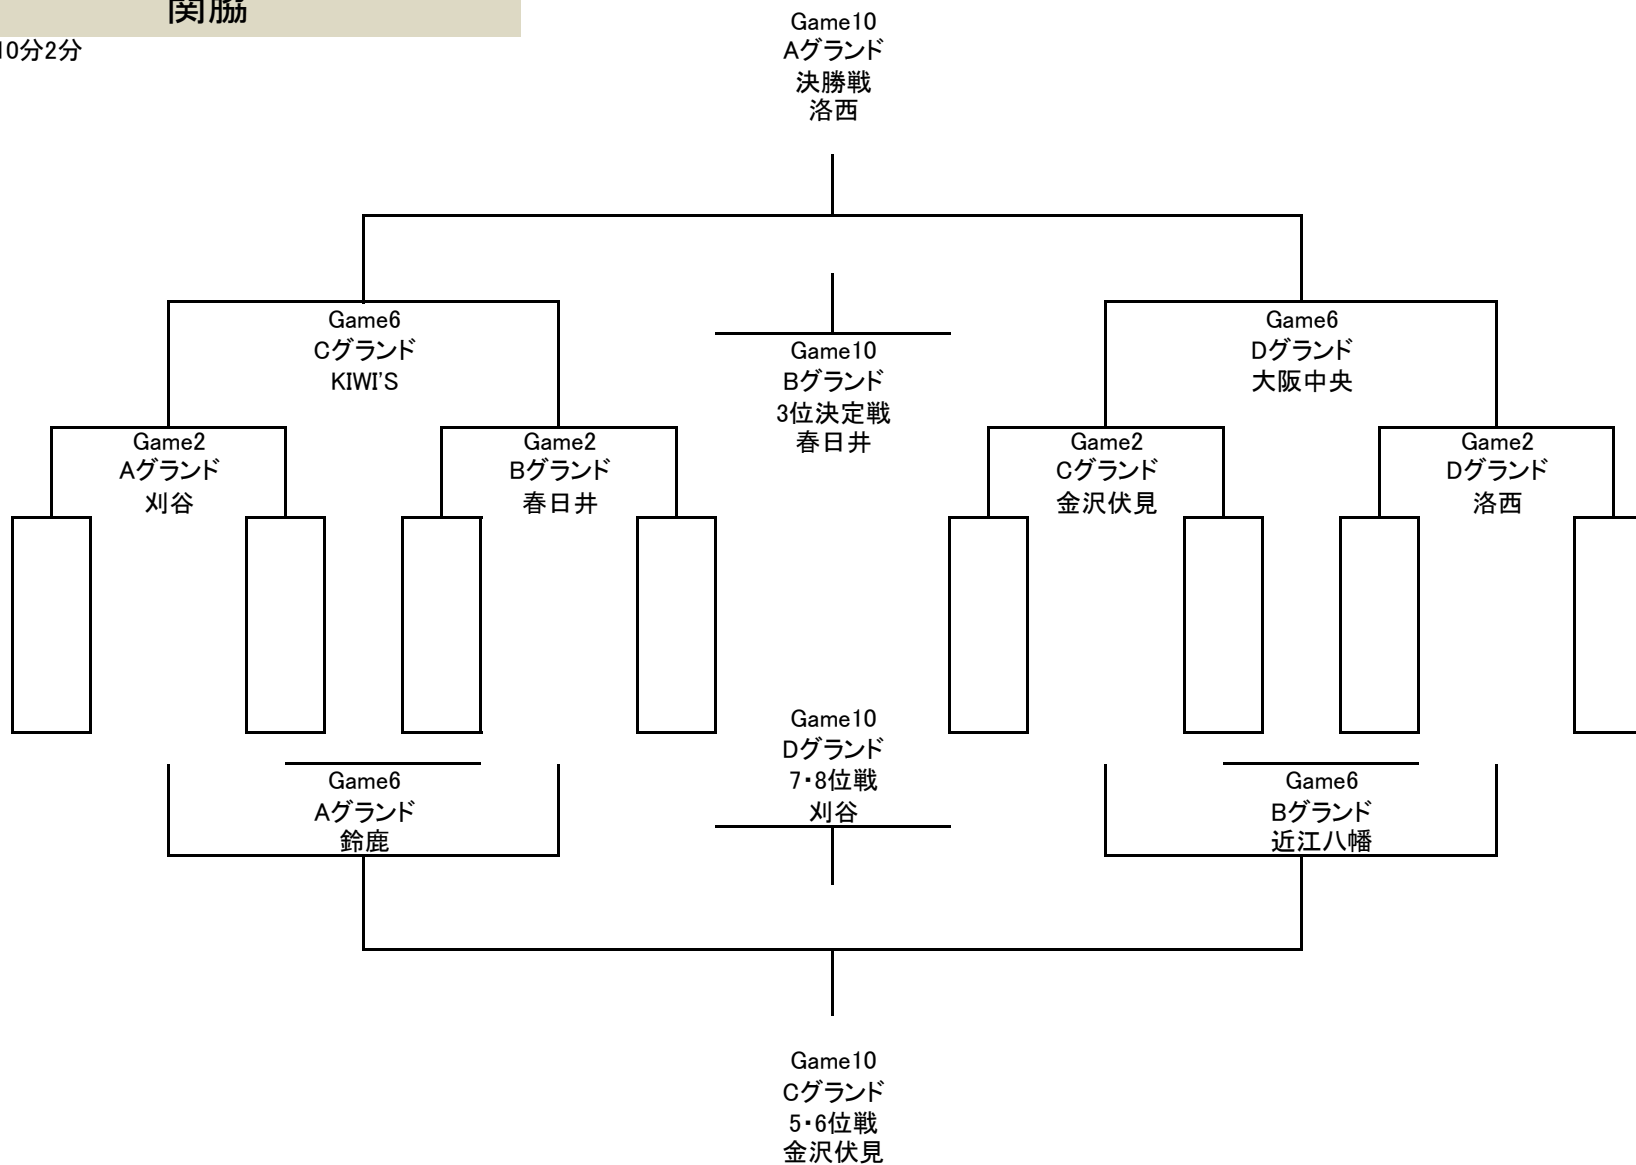 関脇
10分2分
Game10
Aグランド
決勝戦
洛西
Game6
Cグランド
KIWI'S
Game10
Bグランド
3位決定戦
春日井
Game6
Dグランド
大阪中央
Game2
Aグランド
刈谷
Game2
Bグランド
春日井
Game2
Cグランド
金沢伏見
Game2
Dグランド
洛西
Game6
Aグランド
鈴鹿
Game10
Dグランド
7・8位戦
刈谷
Game6
Bグランド
近江八幡
Game10
Cグランド
5・6位戦
金沢伏見